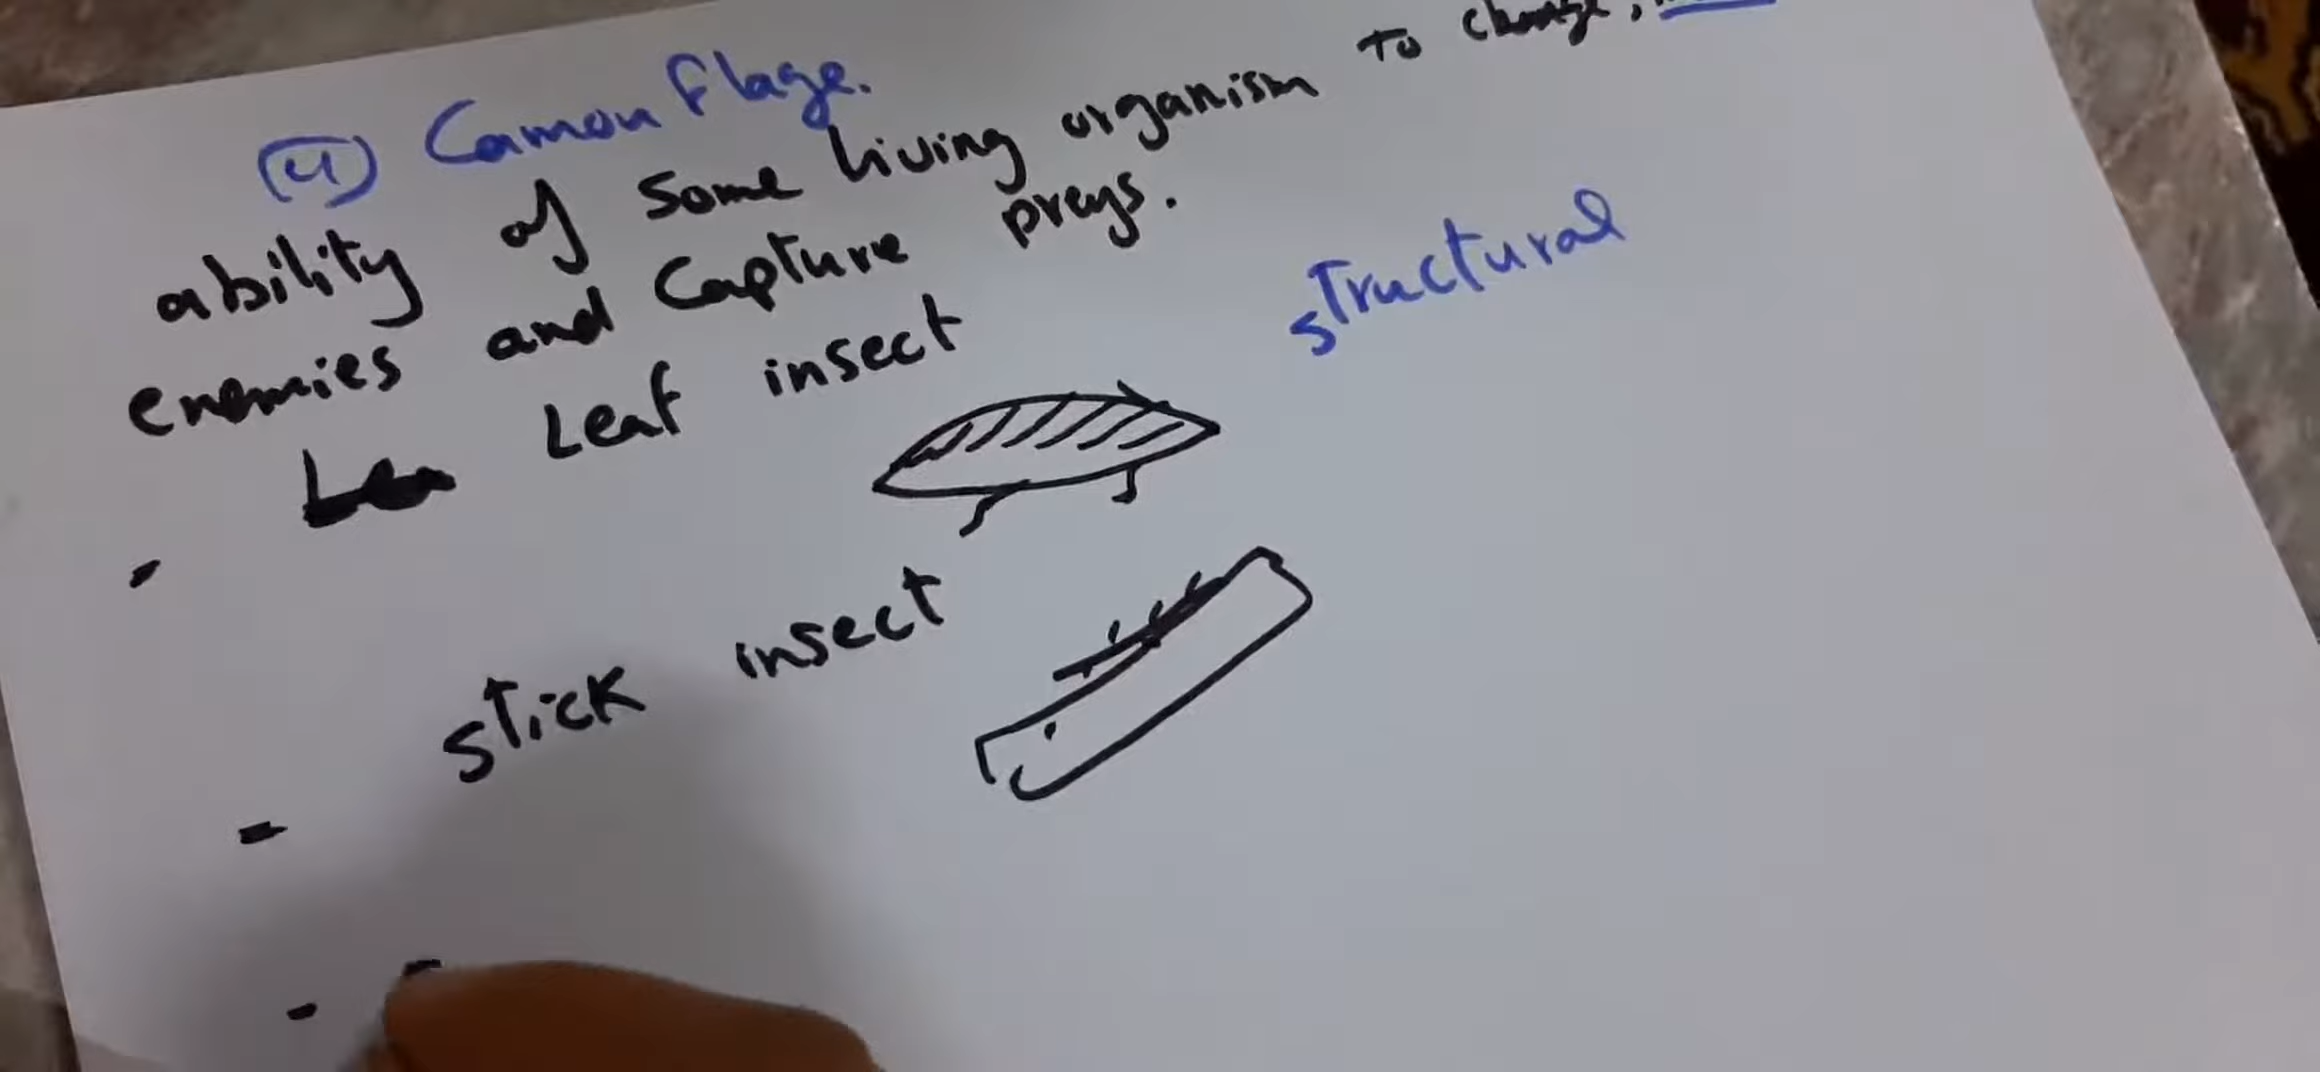 (4) Camouflage.
ability of some living organism to change,
enemies and capture preys.
Leaf insect
structural
stick insect